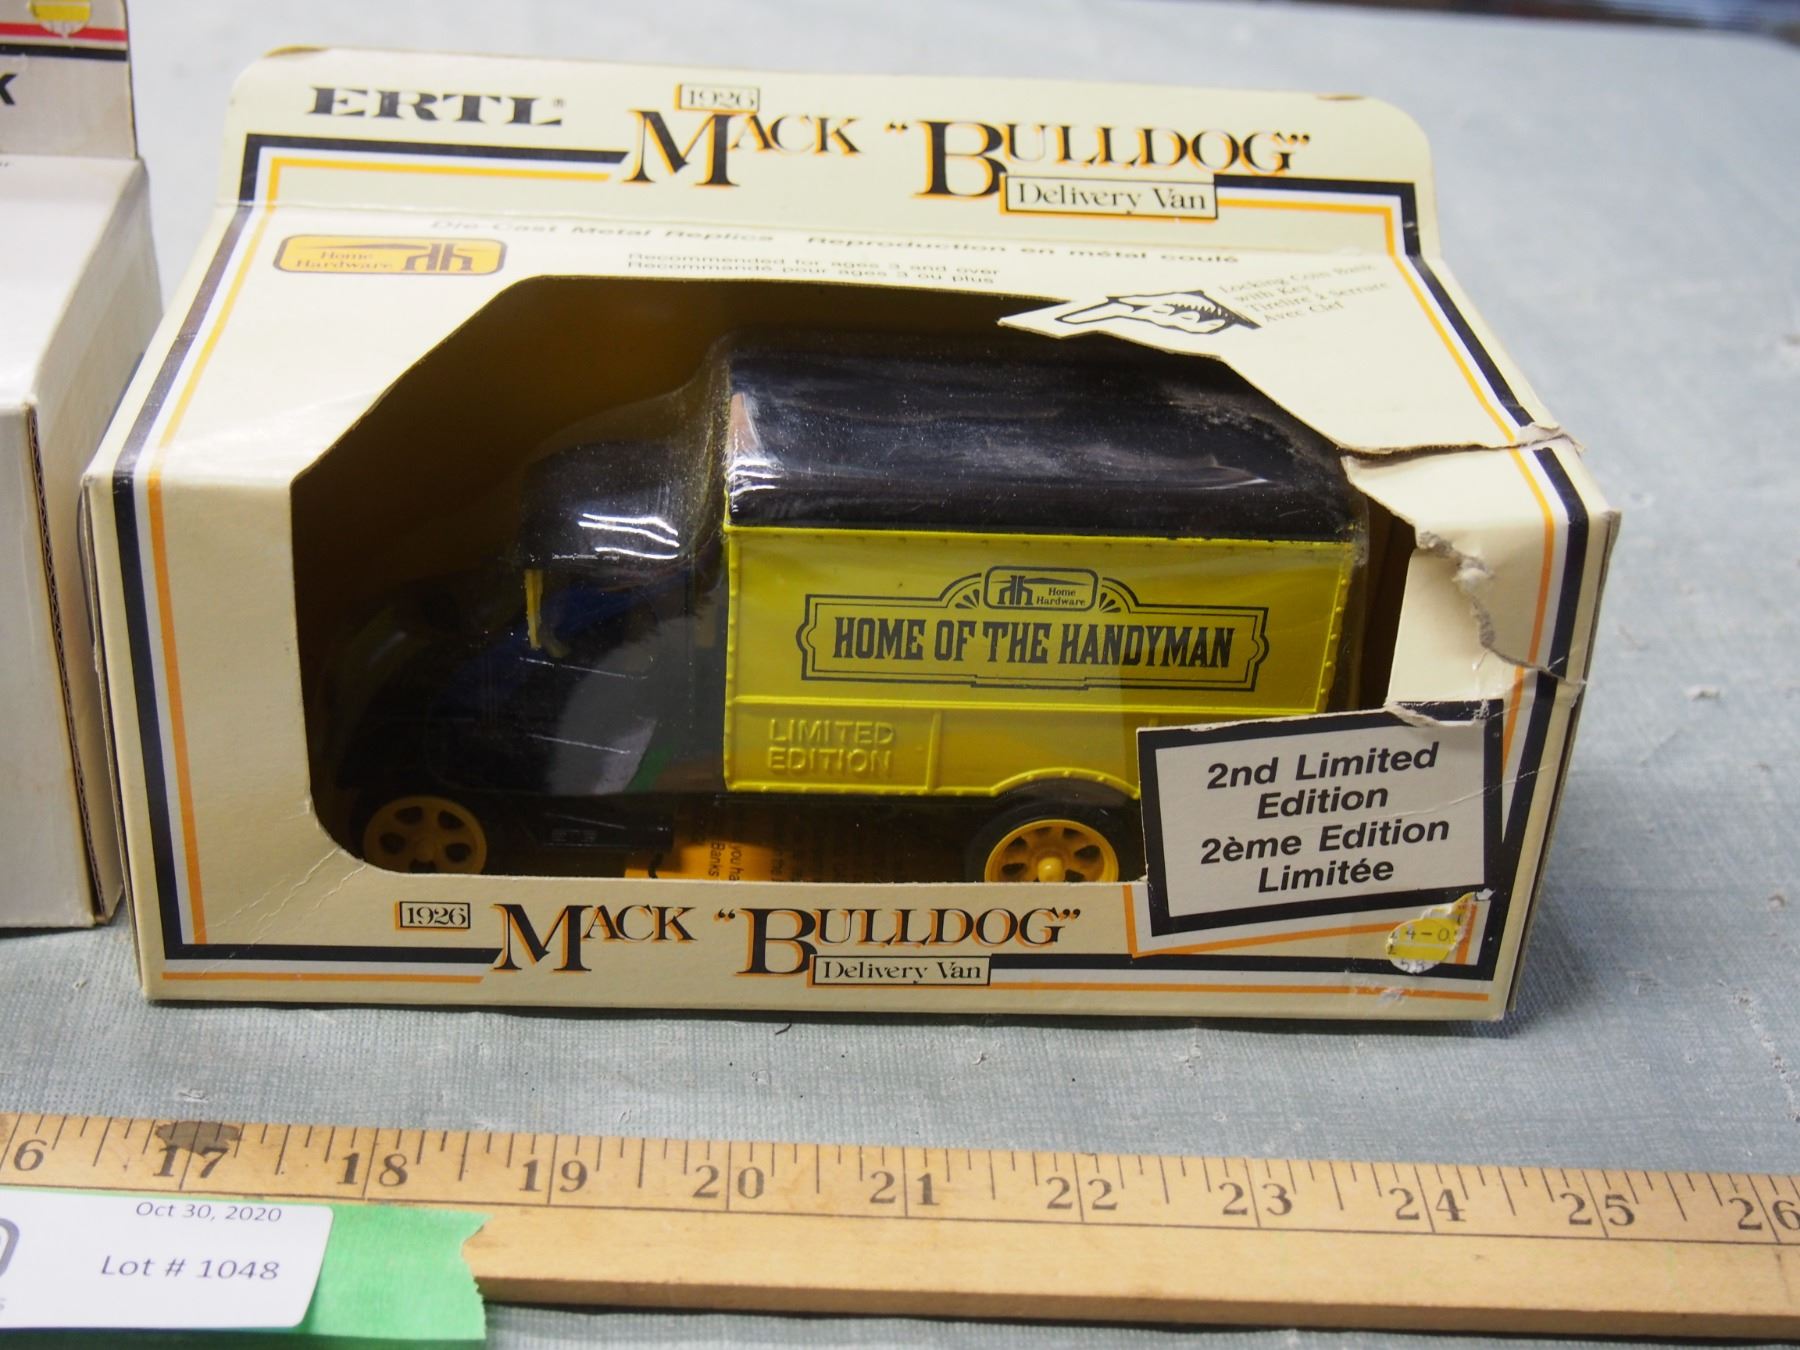 ERTL®
1926
MACK "BULLDOG"
Delivery Van
Die-Cast Metal Replica Reproduction en métal coulé
Home
Hardware
Recommended for ages 3 and over
Recommandé pour ages 3 ou plus
Locking Coin Bank
with Key
Tirelire à Serrure
Avec Clef
Home
Hardware
HOME OF THE HANDYMAN
LIMITED
EDITION
2nd Limited
Edition
2ème Edition
Limitée
you ha
Banks
1926
MACK "BULLDOG"
Delivery Van
17 18 19 20 21 22 23 24 25 26
Oct 30, 2020
Lot # 1048